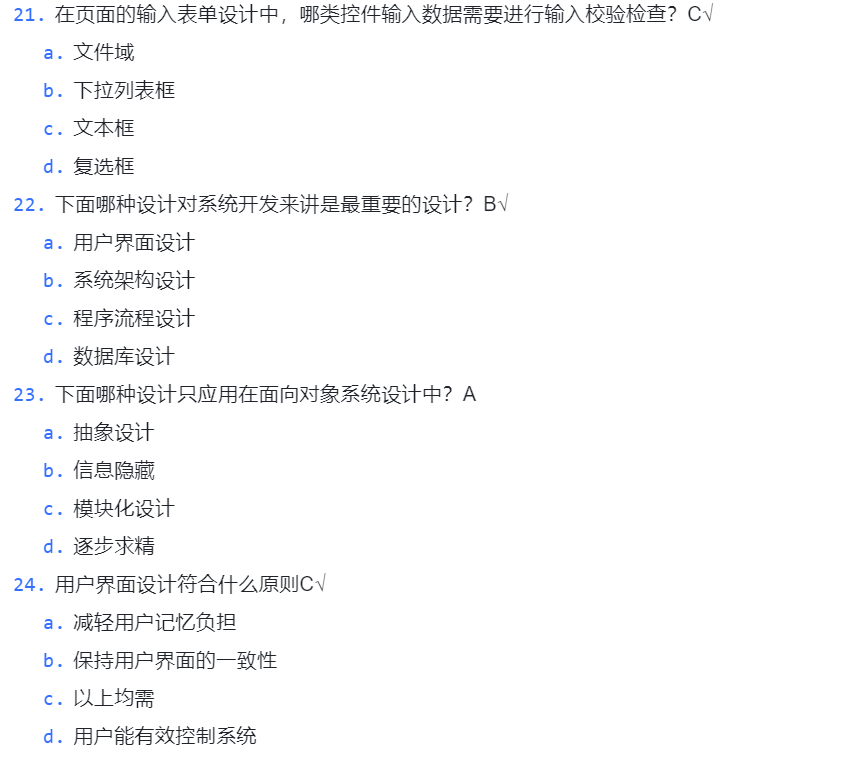 21. 在页面的输入表单设计中，哪类控件输入数据需要进行输入校验检查？C√
a. 文件域
b. 下拉列表框
c. 文本框
d. 复选框
22. 下面哪种设计对系统开发来讲是最重要的设计？B√
a. 用户界面设计
b. 系统架构设计
c. 程序流程设计
d. 数据库设计
23. 下面哪种设计只应用在面向对象系统设计中？A
a. 抽象设计
b. 信息隐藏
c. 模块化设计
d. 逐步求精
24. 用户界面设计符合什么原则C√
a. 减轻用户记忆负担
b. 保持用户界面的一致性
c. 以上均需
d. 用户能有效控制系统